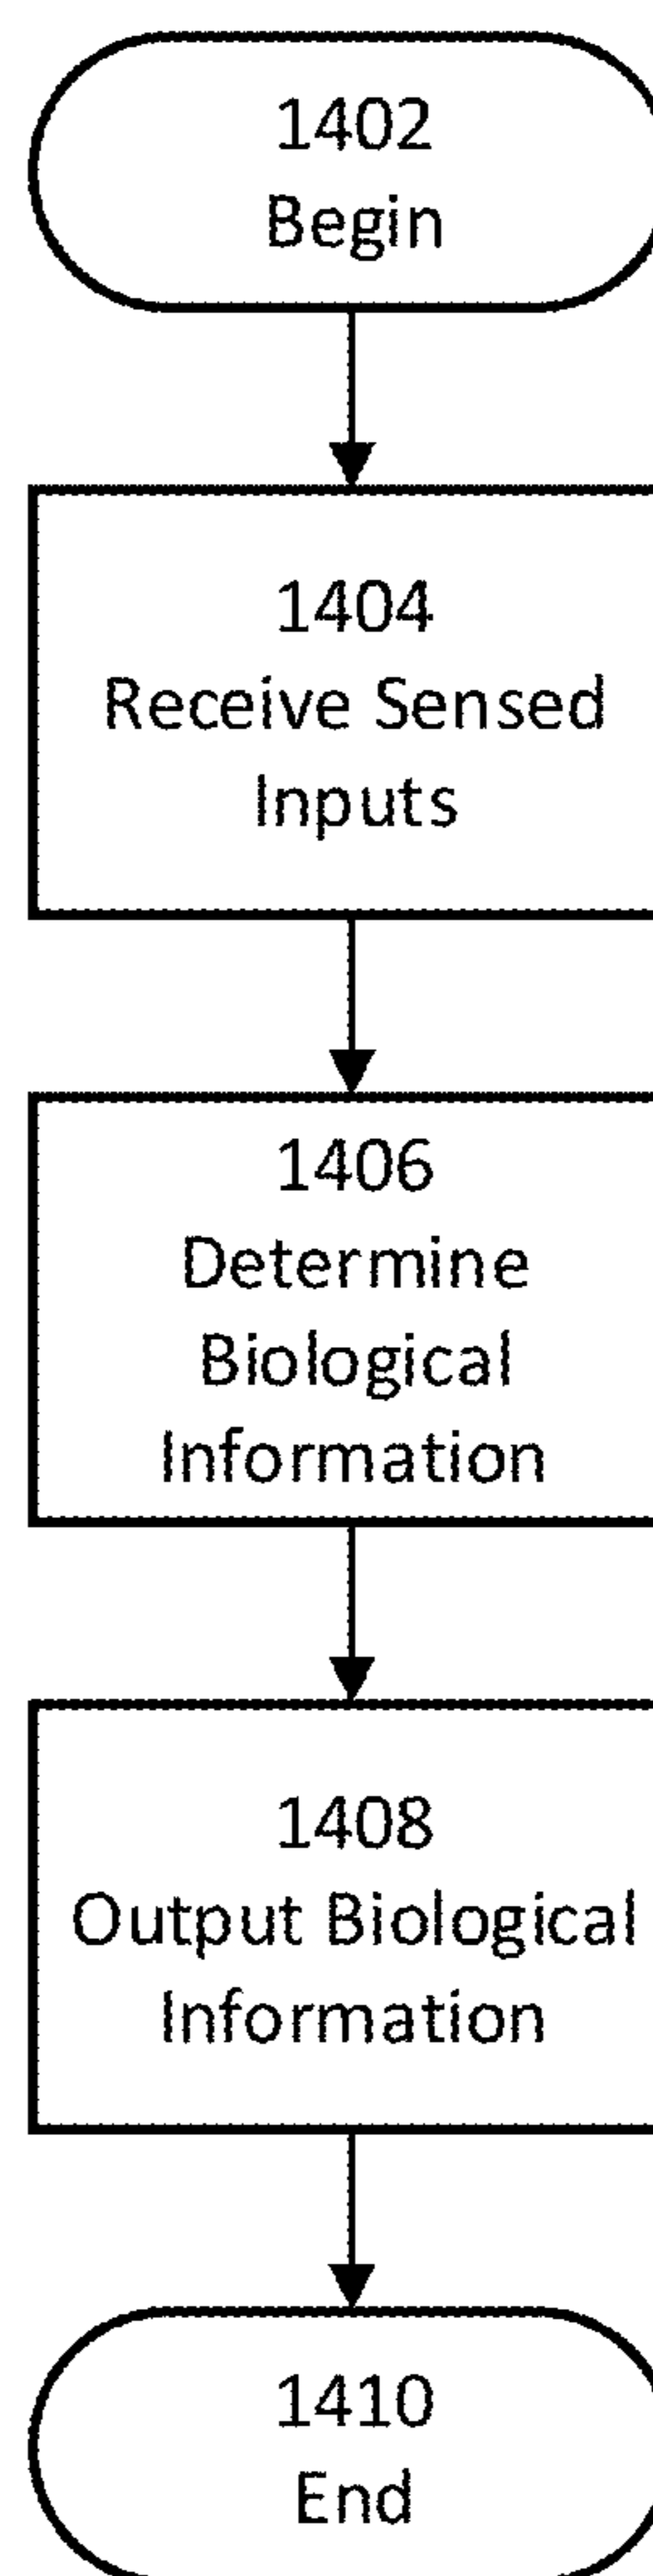 1402
Begin
1404
Receive Sensed
Inputs
1406
Determine
Biological
Information
1408
Output Biological
Information
1410
End